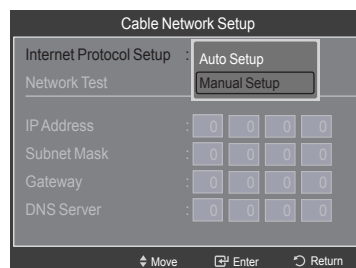 Cable Network Setup
Internet Protocol Setup : Auto Setup
Manual Setup
Network Test
IP Address : 0 0 0 0
Subnet Mask : 0 0 0 0
Gateway : 0 0 0 0
DNS Server : 0 0 0 0
Move Enter Return